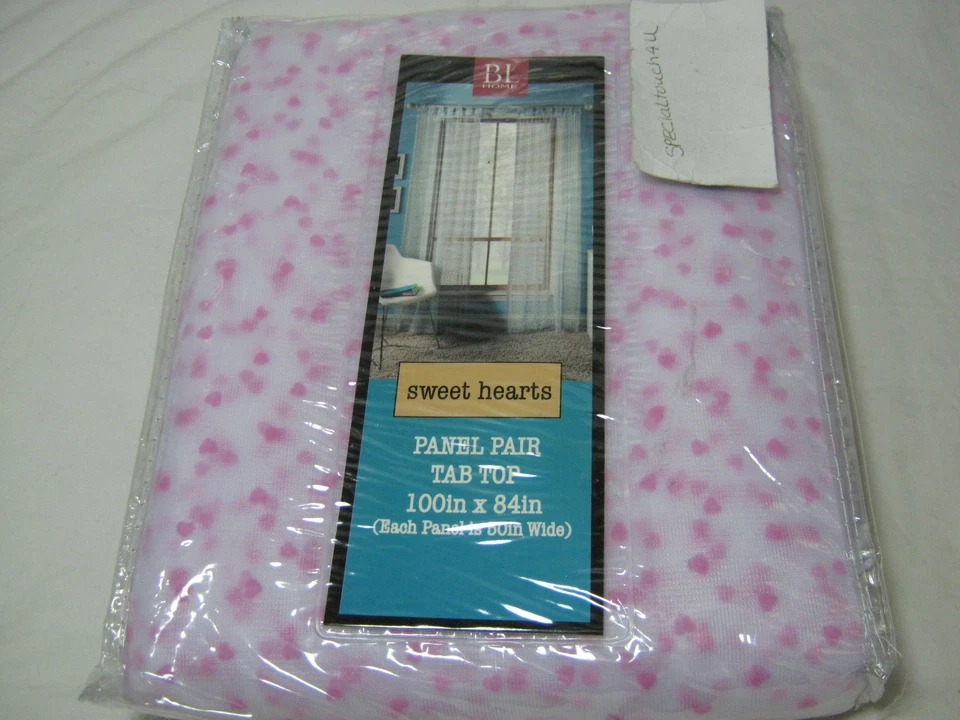 BL
HOME
specialtouch4u
sweet hearts
PANEL PAIR
TAB TOP
100in x 84in
(Each Panel is 50in Wide)